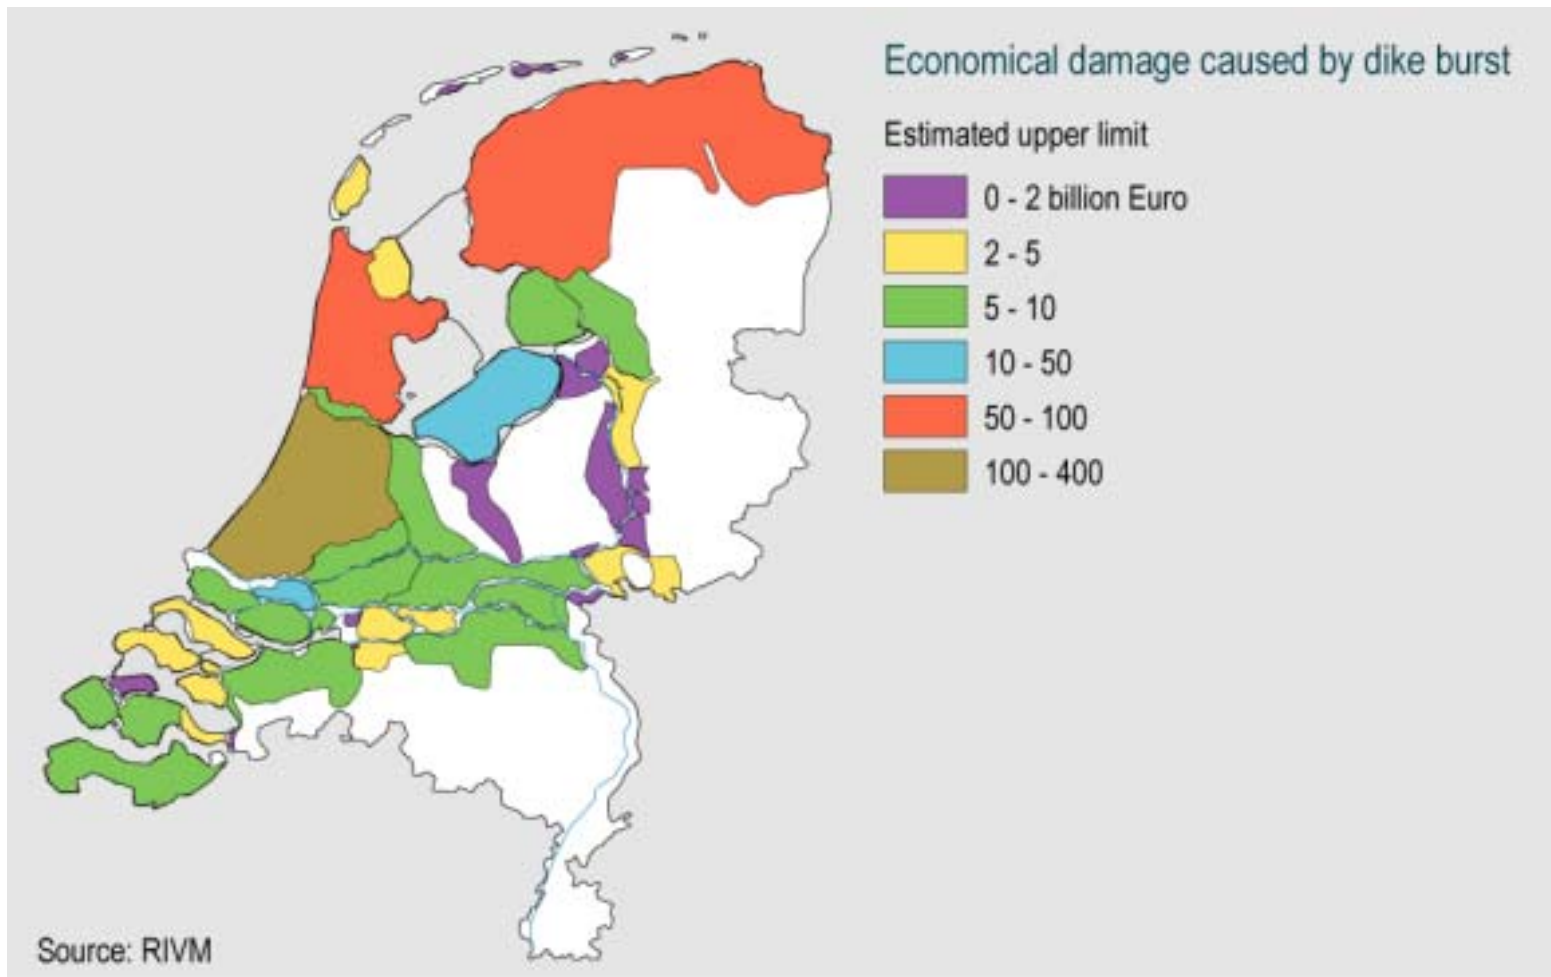 Economical damage caused by dike burst
Estimated upper limit
0 - 2 billion Euro
2 - 5
5 - 10
10 - 50
50 - 100
100 - 400
Source: RIVM